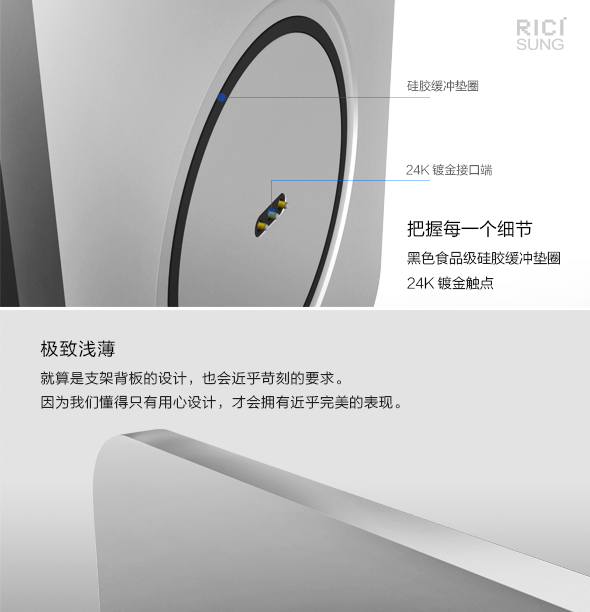 RICI
SUNG
硅胶缓冲垫圈
24K 镀金接口端
把握每一个细节
黑色食品级硅胶缓冲垫圈
24K 镀金触点
极致浅薄
就算是支架背板的设计，也会近乎苛刻的要求。
因为我们懂得只有用心设计，才会拥有近乎完美的表现。